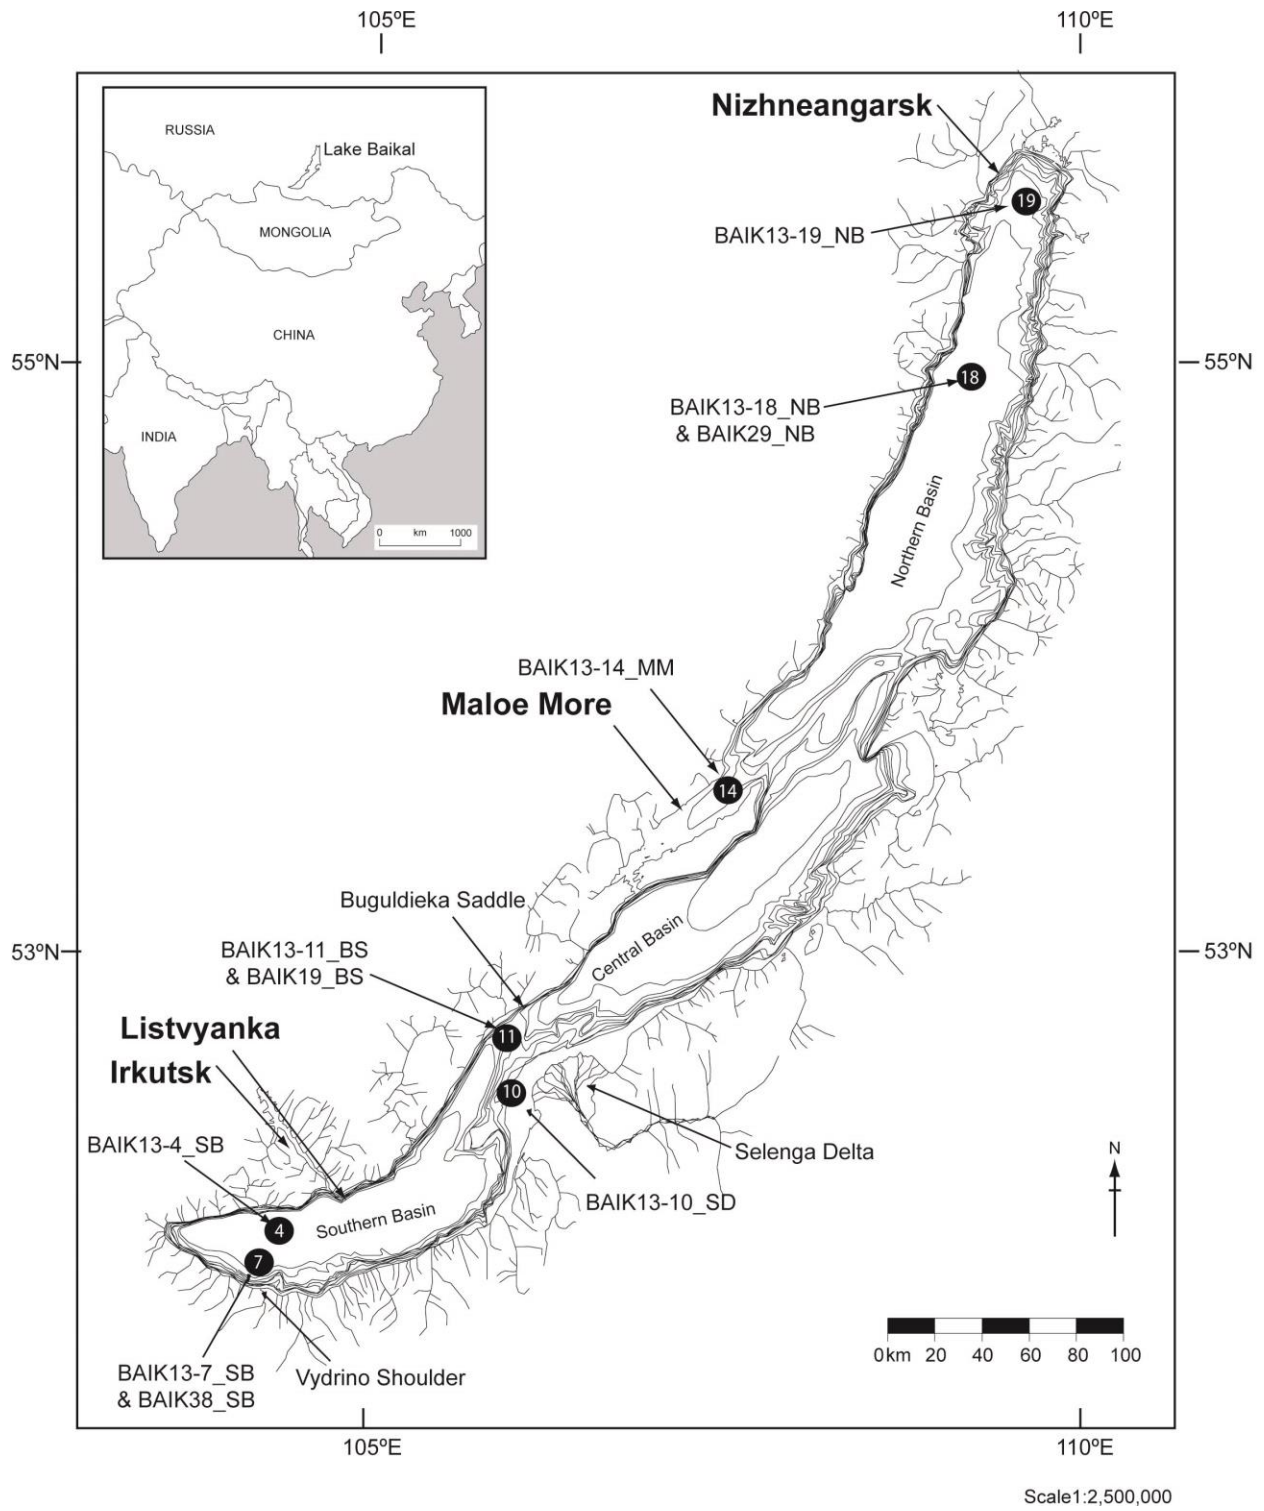 105ºE
110ºE
RUSSIA
Lake Baikal
MONGOLIA
CHINA
INDIA
0 km 1000
Nizhneangarsk
19
BAIK13-19_NB
55ºN
55ºN
18
BAIK13-18_NB
& BAIK29_NB
Northern Basin
BAIK13-14_MM
Maloe More
14
Buguldieka Saddle
Central Basin
53ºN
53ºN
BAIK13-11_BS
& BAIK19_BS
11
Listvyanka
Irkutsk
10
BAIK13-4_SB
Selenga Delta
BAIK13-10_SD
N
4
Southern Basin
7
0km 20 40 60 80 100
BAIK13-7_SB
& BAIK38_SB
Vydrino Shoulder
105ºE
110ºE
Scale1:2,500,000